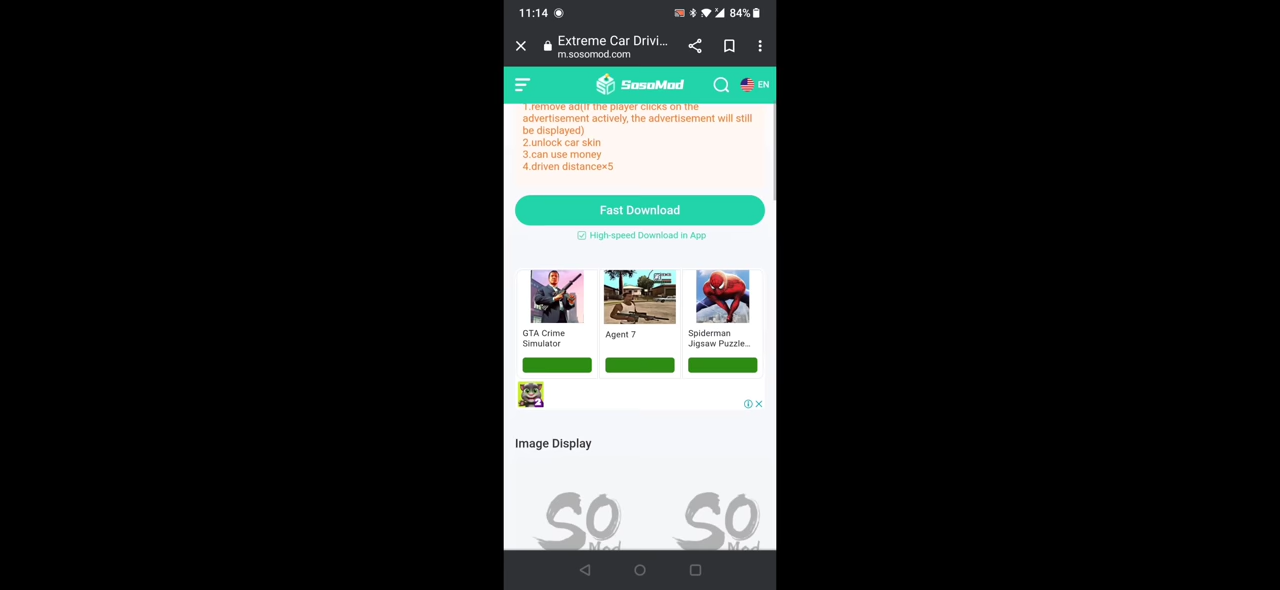 11:14
84%
Extreme Car Drivi...
m.sosomod.com
SosoMod
EN
1.remove ad(If the player clicks on the
advertisement actively, the advertisement will still
be displayed)
2.unlock car skin
3.can use money
4.driven distance×5
Fast Download
High-speed Download in App
GTA Crime
Simulator
Agent 7
Spiderman
Jigsaw Puzzle...
2
Image Display
SO
Mod
SO
Mod